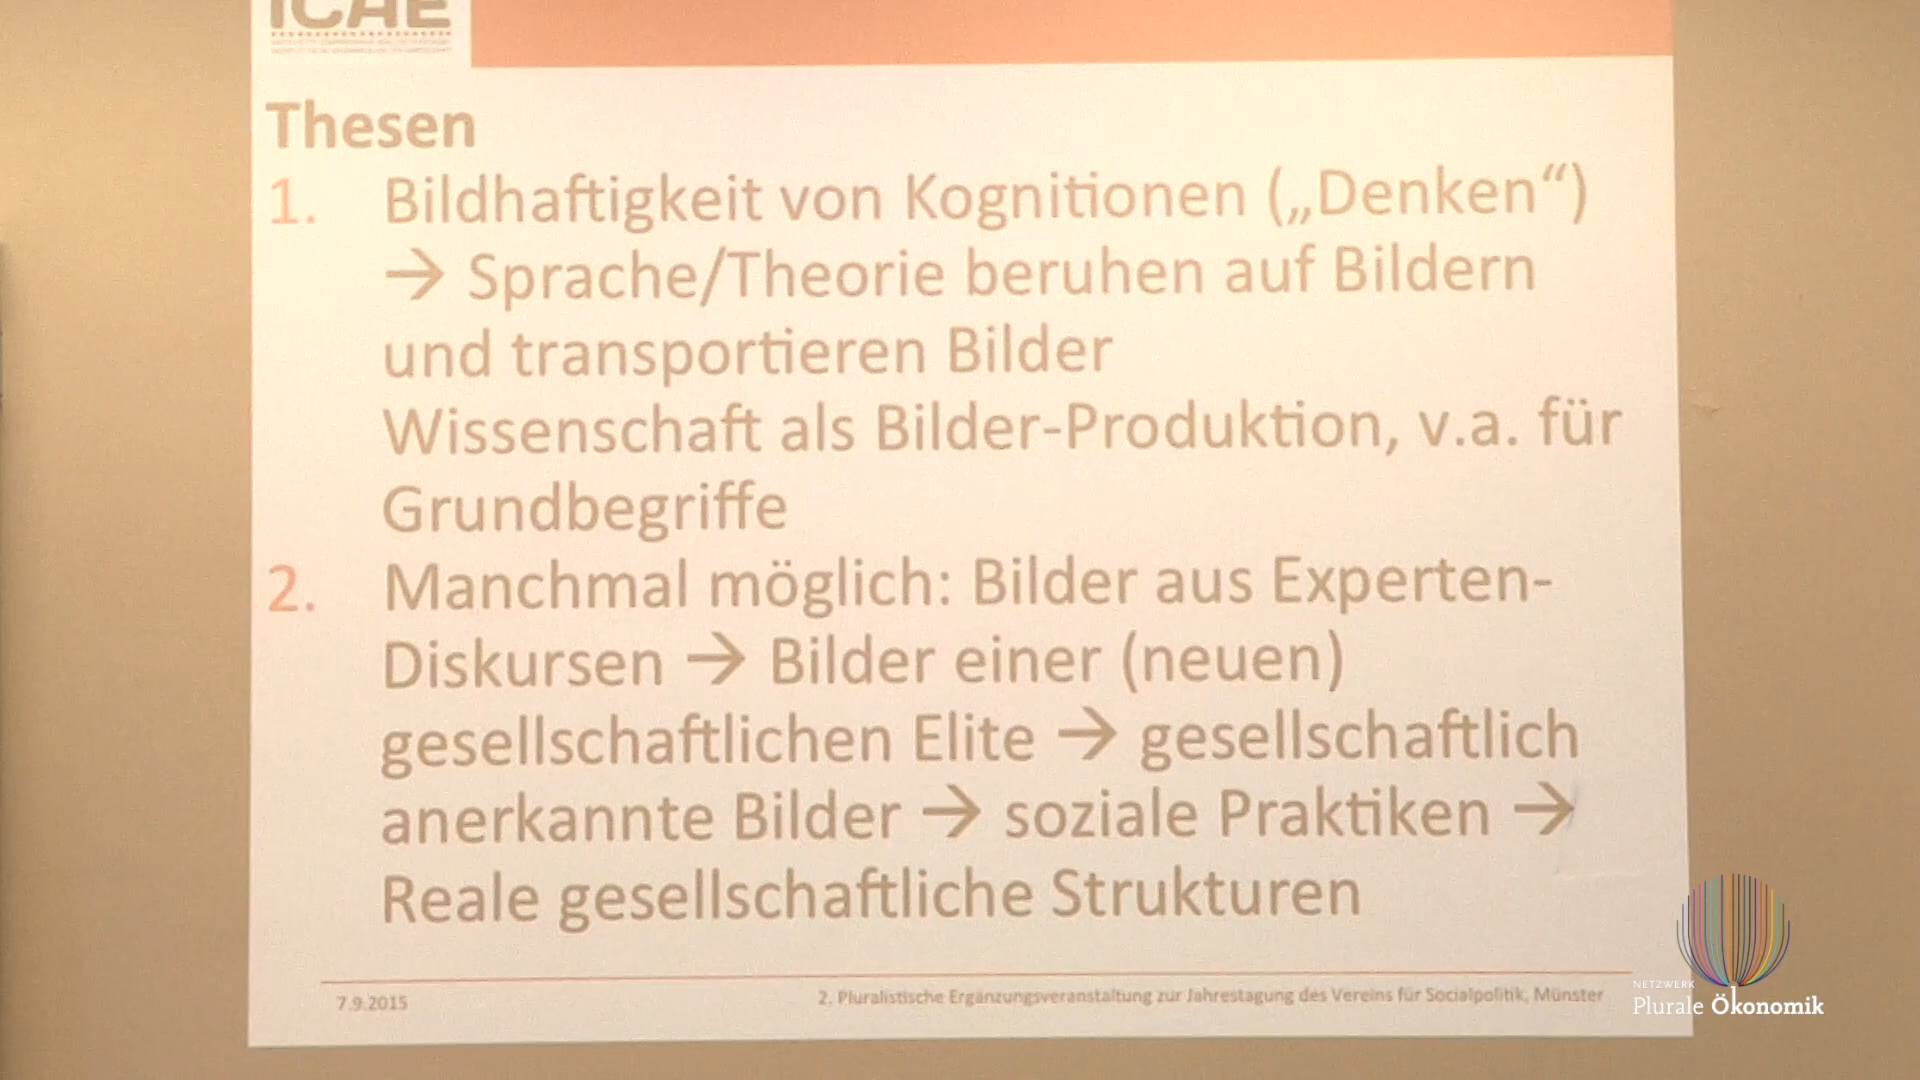 ICAE
Thesen
1. Bildhaftigkeit von Kognitionen („Denken“)
→ Sprache/Theorie beruhen auf Bildern
und transportieren Bilder
Wissenschaft als Bilder-Produktion, v.a. für
Grundbegriffe
2. Manchmal möglich: Bilder aus Experten-
Diskursen → Bilder einer (neuen)
gesellschaftlichen Elite → gesellschaftlich
anerkannte Bilder → soziale Praktiken →
Reale gesellschaftliche Strukturen
7.9.2015
2. Pluralistische Ergänzungsveranstaltung zur Jahrestagung des Vereins für Socialpolitik, Münster
NETZWERK
Plurale Ökonomik